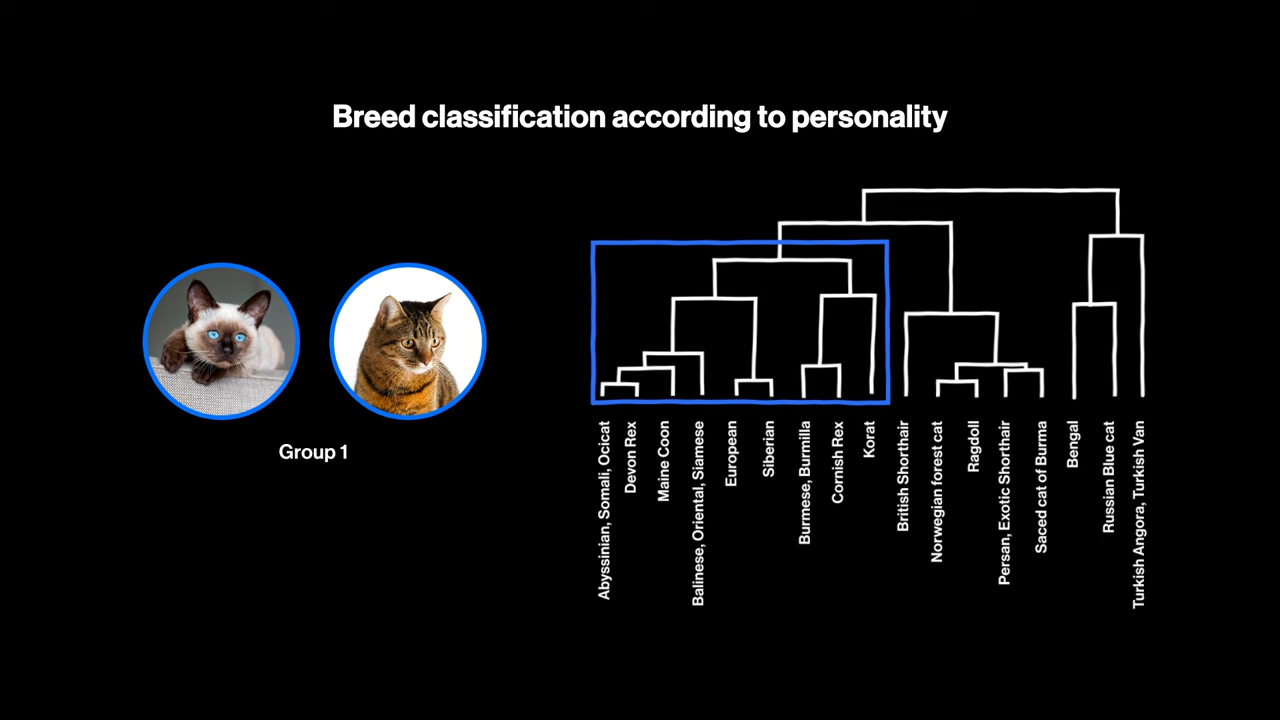 Breed classification according to personality
Group 1
Abyssinian, Somali, Ocicat
Devon Rex
Maine Coon
Balinese, Oriental, Siamese
European
Siberian
Burmese, Burmilla
Cornish Rex
Korat
British Shorthair
Norwegian forest cat
Ragdoll
Persan, Exotic Shorthair
Saced cat of Burma
Bengal
Russian Blue cat
Turkish Angora, Turkish Van